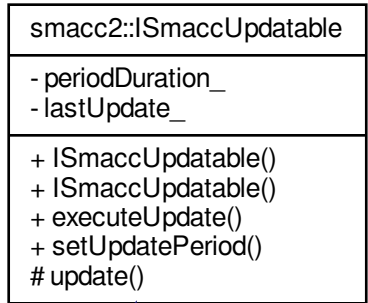 smacc2::ISmaccUpdatable
- periodDuration_
- lastUpdate_
+ ISmaccUpdatable()
+ ISmaccUpdatable()
+ executeUpdate()
+ setUpdatePeriod()
# update()